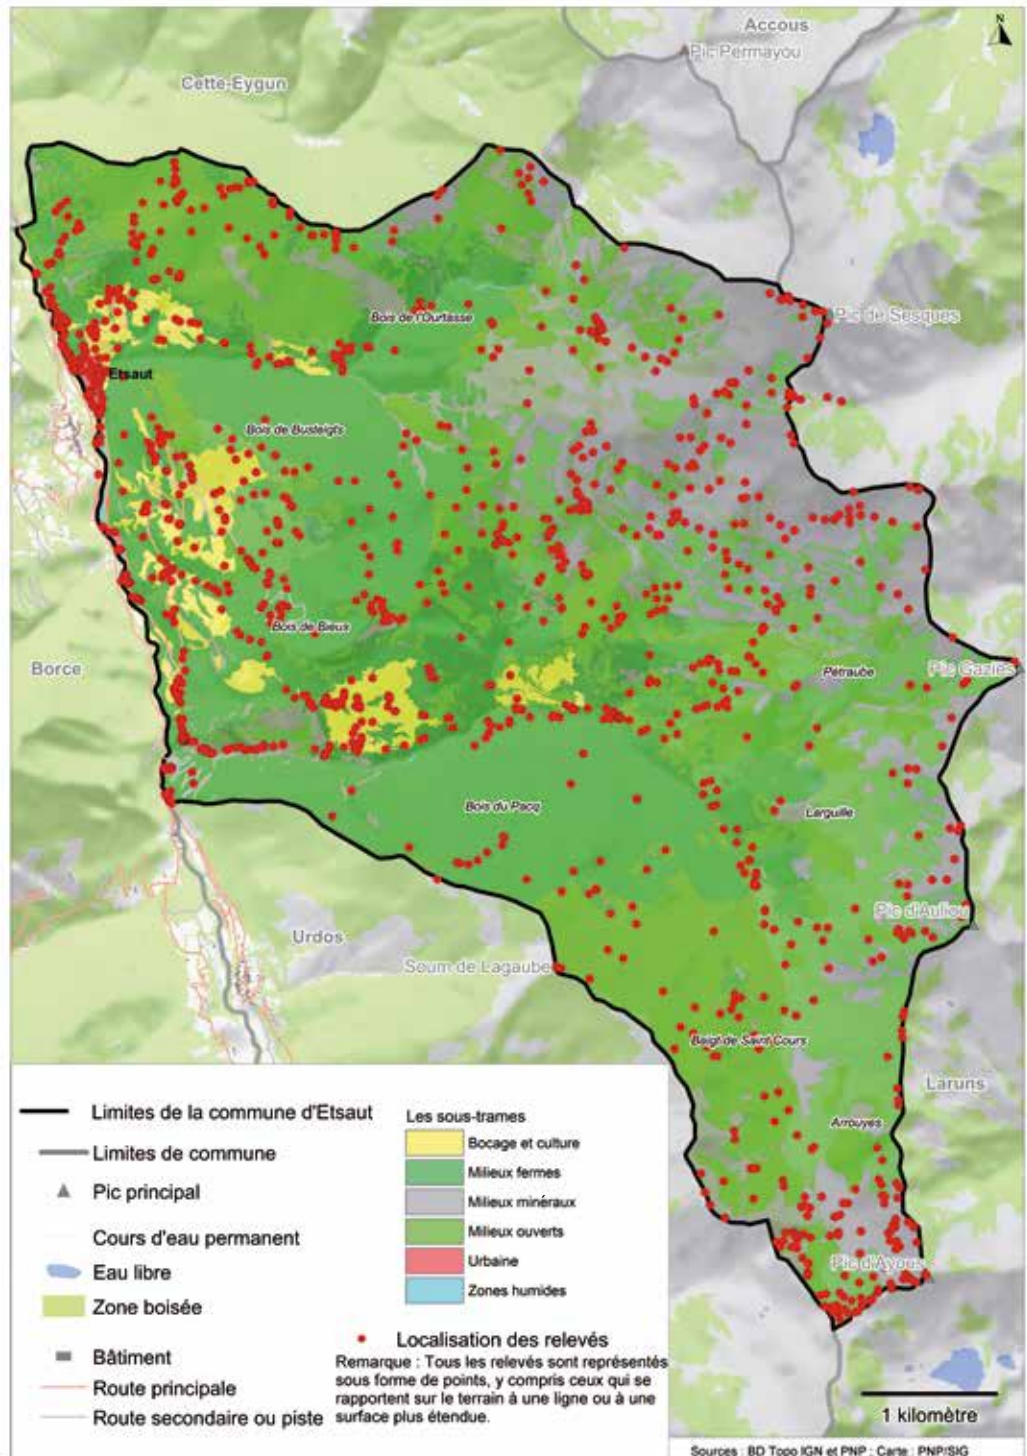 N
Accous
Pic Permayou
Cette-Eygun
Pic de Sesques
Bois de l'Ourtasse
Etsaut
Bois de Busteigts
Bois de Bieux
Borce
Pétraube
Pic Gaziès
Bois du Pacq
Larguille
Pic d'Auliou
Urdos
Soum de Lagaube
Baigt de Saint Cours
Laruns
Arrouyes
Pic d'Ayous
Limites de la commune d'Etsaut
Limites de commune
Pic principal
Cours d'eau permanent
Eau libre
Zone boisée
Bâtiment
Route principale
Route secondaire ou piste
Les sous-trames
Bocage et culture
Milieux fermes
Milieux minéraux
Milieux ouverts
Urbaine
Zones humides
Localisation des relevés
Remarque : Tous les relevés sont représentés
sous forme de points, y compris ceux qui se
rapportent sur le terrain à une ligne ou à une
surface plus étendue.
1 kilomètre
Sources : BD Topo IGN et PNP ; Carte : PNP/SIG